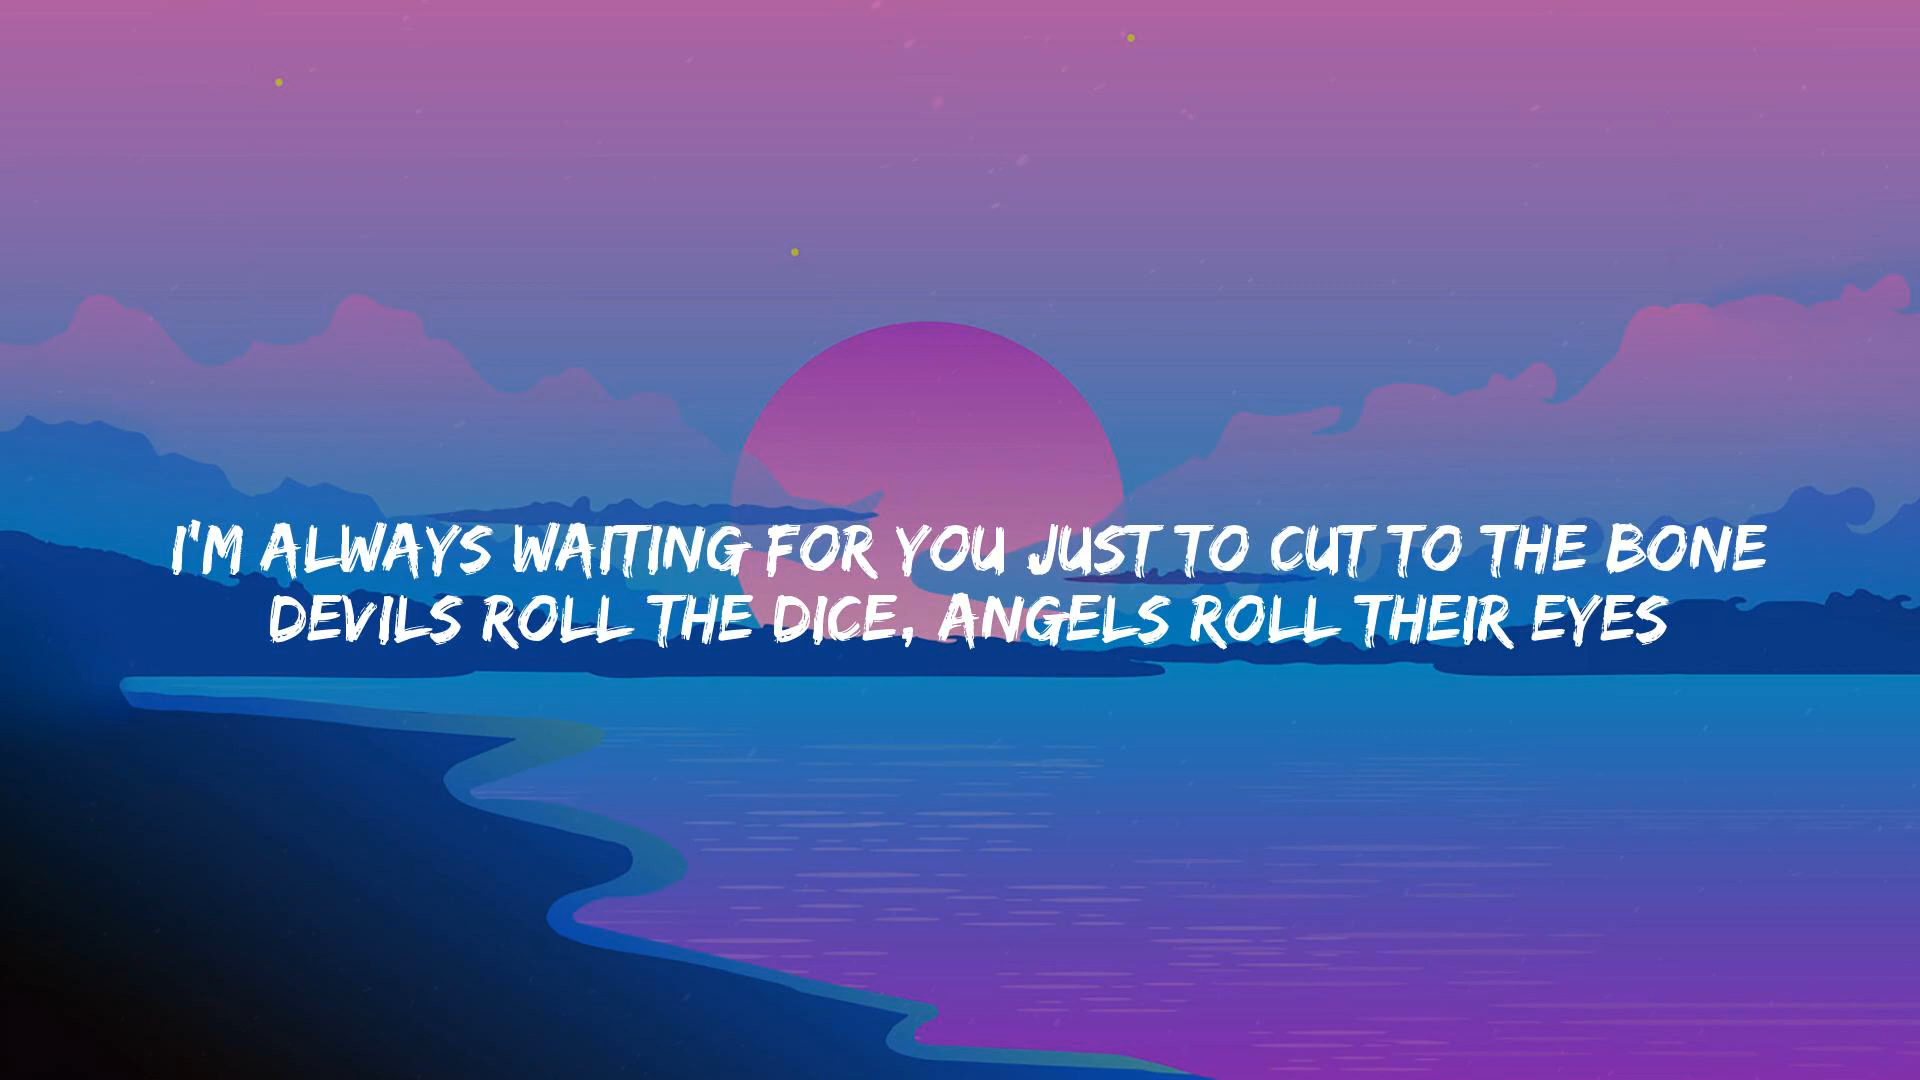 I'M ALWAYS WAITING FOR YOU JUST TO CUT TO THE BONE
DEVILS ROLL THE DICE, ANGELS ROLL THEIR EYES